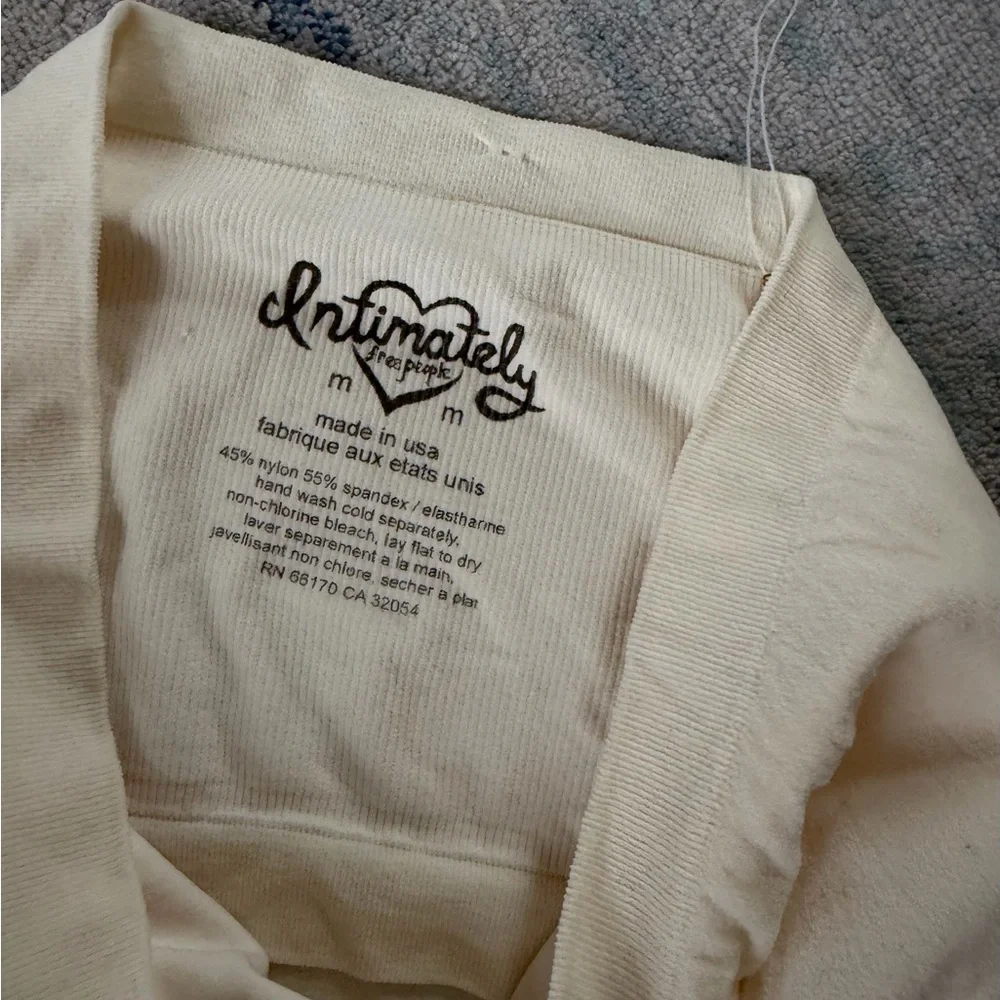 Intimately
free people
m m
made in usa
fabrique aux etats unis
45% nylon 55% spandex / elasthanne
hand wash cold separately.
non-chlorine bleach, lay flat to dry
laver separement a la main,
javellisant non chlore, secher a plat
RN 66170 CA 32054